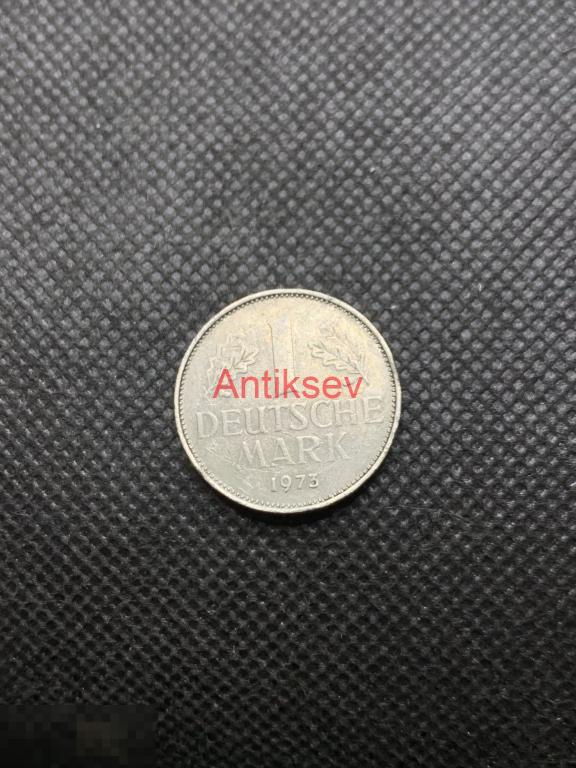 1
Antiksev
DEUTSCHE
MARK
1973